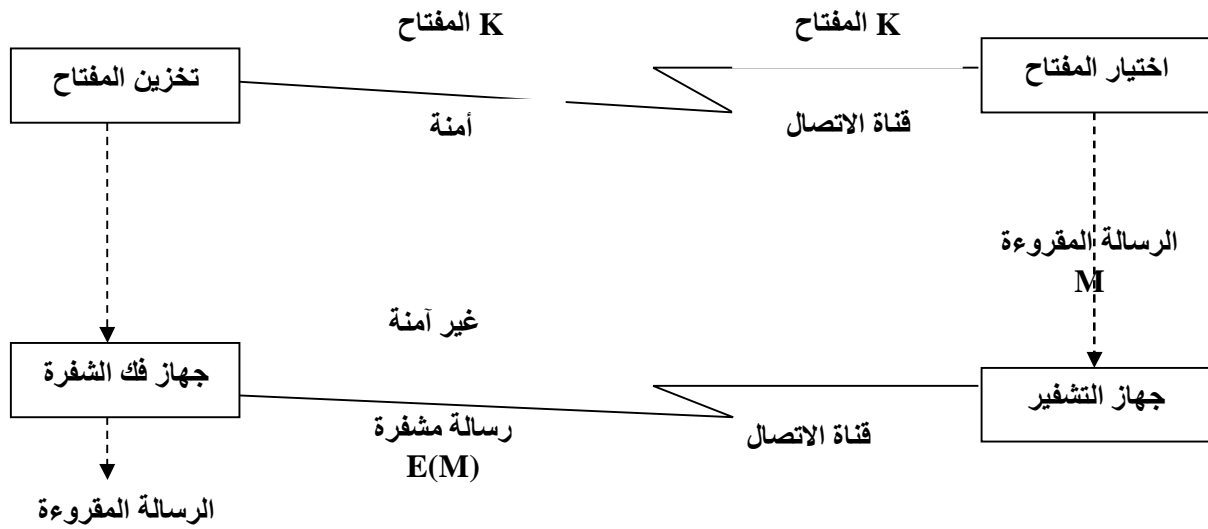 المفتاح K
المفتاح K
اختيار المفتاح
تخزين المفتاح
قناة الاتصال
أمنة
الرسالة المقروءة
M
غير آمنة
جهاز التشفير
جهاز فك الشفرة
قناة الاتصال
رسالة مشفرة
E(M)
الرسالة المقروءة